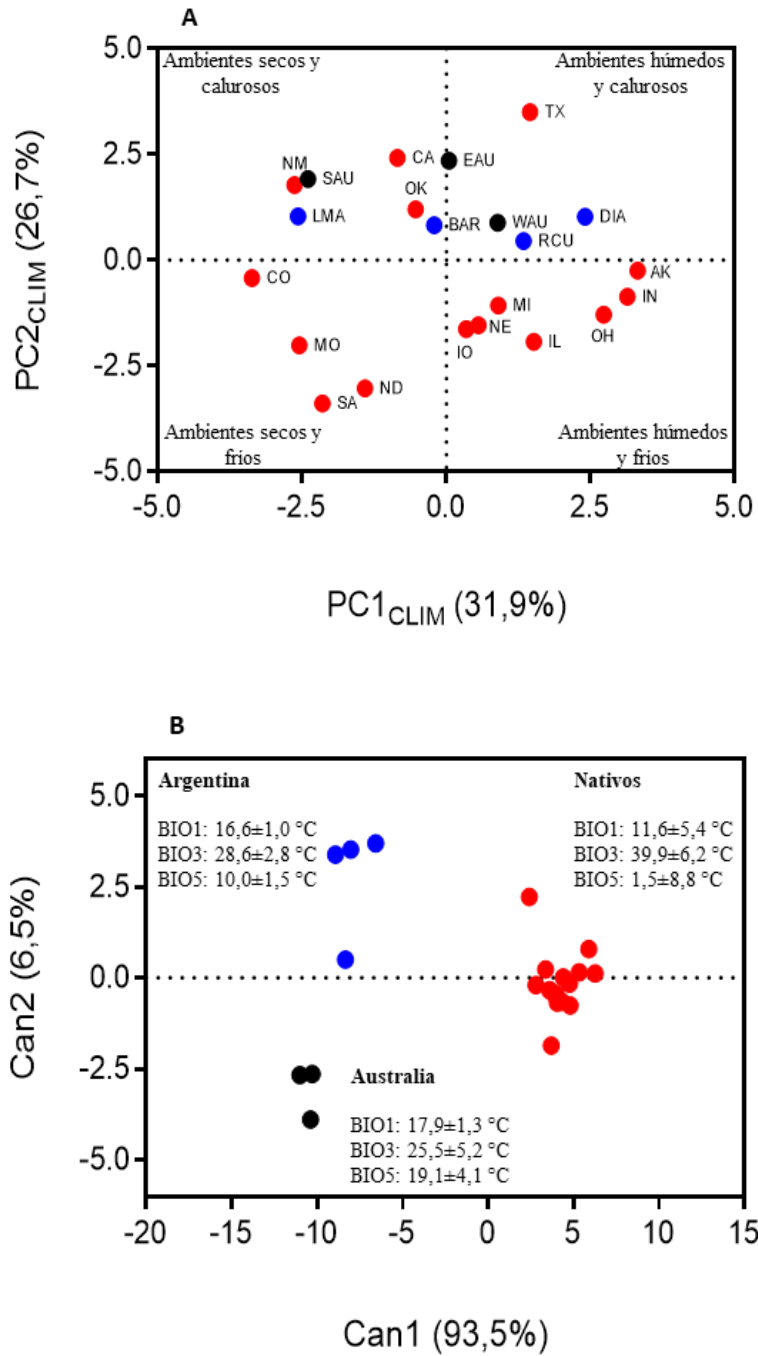 A
5.0
Ambientes secos y
calurosos
Ambientes húmedos
y calurosos
TX
2.5
NM
SAU
CA
EAU
OK
LMA
BAR
WAU
DIA
RCU
0.0
CO
AK
IN
MI
MO
IO
NE
IL
OH
-2.5
SA
ND
Ambientes secos y
frios
Ambientes húmedos
y frios
-5.0
-5.0
-2.5
0.0
2.5
5.0
PC2CLIM (26,7%)
PC1CLIM (31,9%)
B
Argentina
BIO1: 16,6±1,0 °C
BIO3: 28,6±2,8 °C
BIO5: 10,0±1,5 °C
Nativos
BIO1: 11,6±5,4 °C
BIO3: 39,9±6,2 °C
BIO5: 1,5±8,8 °C
5.0
2.5
0.0
-2.5
-5.0
Australia
BIO1: 17,9±1,3 °C
BIO3: 25,5±5,2 °C
BIO5: 19,1±4,1 °C
-20
-15
-10
-5
0
5
10
15
Can2 (6,5%)
Can1 (93,5%)